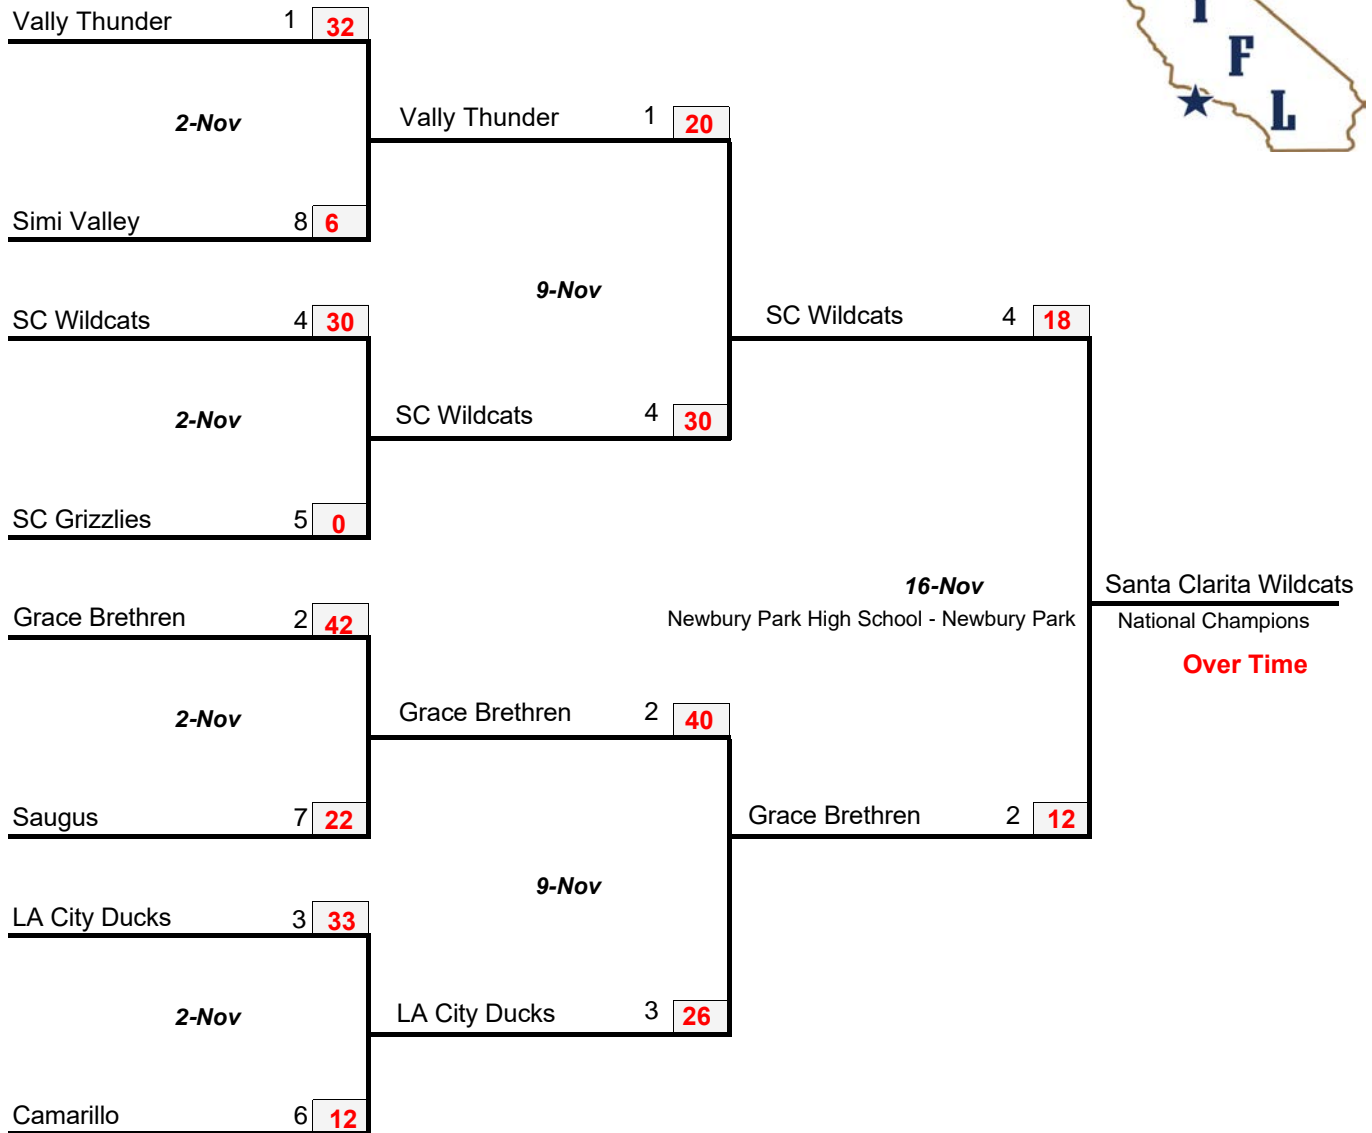 Vally Thunder 1 32
2-Nov
Simi Valley 8 6
SC Wildcats 4 30
2-Nov
SC Grizzlies 5 0
Grace Brethren 2 42
2-Nov
Saugus 7 22
LA City Ducks 3 33
2-Nov
Camarillo 6 12
Vally Thunder 1 20
9-Nov
SC Wildcats 4 30
Grace Brethren 2 40
9-Nov
LA City Ducks 3 26
SC Wildcats 4 18
16-Nov
Newbury Park High School - Newbury Park
Grace Brethren 2 12
Santa Clarita Wildcats
National Champions
Over Time
F
L